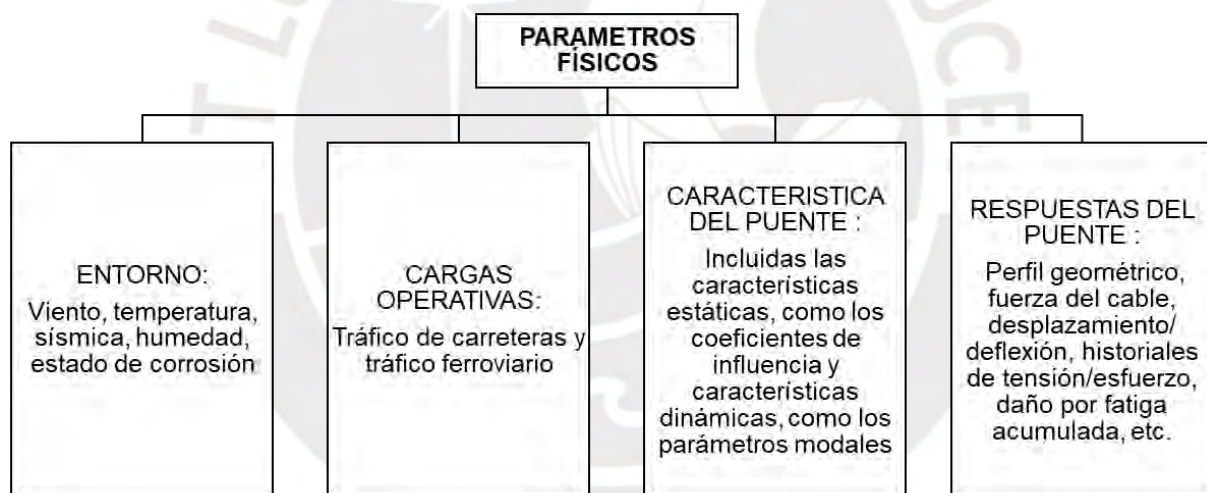 PARAMETROS
FÍSICOS
ENTORNO:
Viento, temperatura,
sísmica, humedad,
estado de corrosión
CARGAS
OPERATIVAS:
Tráfico de carreteras y
tráfico ferroviario
CARACTERISTICA
DEL PUENTE :
Incluidas las
características
estáticas, como los
coeficientes de
influencia y
características
dinámicas, como los
parámetros modales
RESPUESTAS DEL
PUENTE :
Perfil geométrico,
fuerza del cable,
desplazamiento/
deflexión, historiales
de tensión/esfuerzo,
daño por fatiga
acumulada, etc.